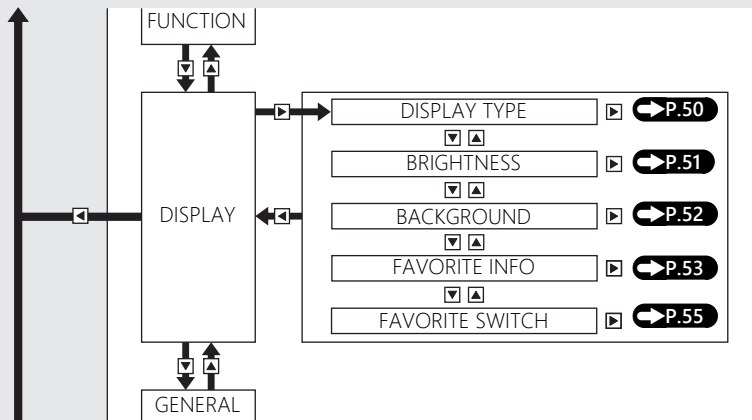 FUNCTION
DISPLAY
DISPLAY TYPE P.50
BRIGHTNESS P.51
BACKGROUND P.52
FAVORITE INFO P.53
FAVORITE SWITCH P.55
GENERAL